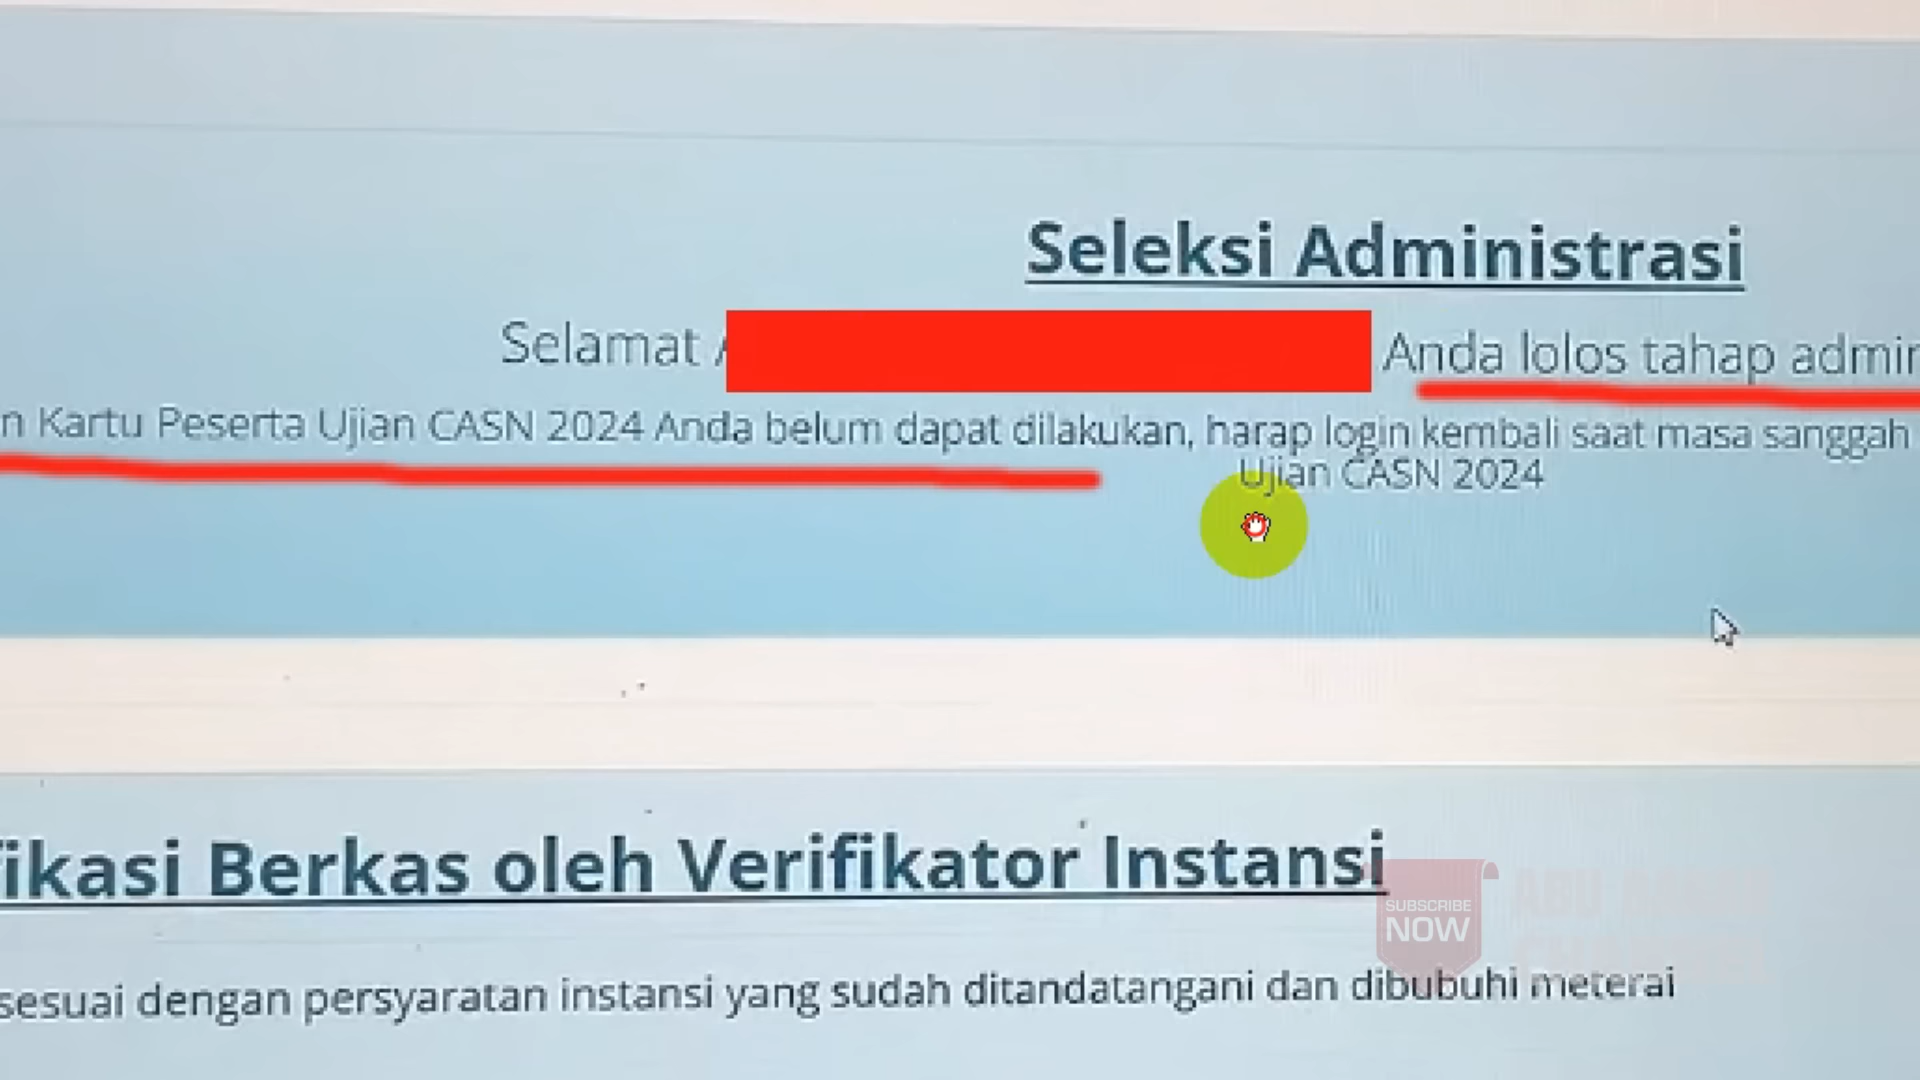 Seleksi Administrasi
Selamat Anda lolos tahap admin
n Kartu Peserta Ujian CASN 2024 Anda belum dapat dilakukan, harap login kembali saat masa sanggah
Ujian CASN 2024
fikasi Berkas oleh Verifikator Instansi
sesuai dengan persyaratan instansi yang sudah ditandatangani dan dibubuhi meterai
SUBSCRIBE
NOW